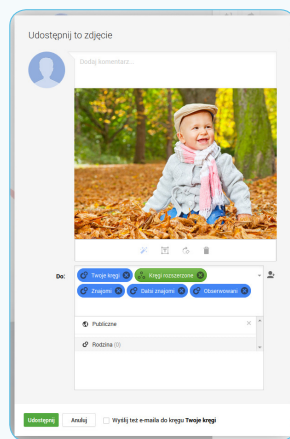 Udostępnij to zdjęcie
Dodaj komentarz...
Do:
Twoje kręgi
Kręgi rozszerzone
Znajomi
Dalsi znajomi
Obserwowani
Publiczne
Rodzina (0)
Udostępnij
Anuluj
Wyślij też e-maila do kręgu Twoje kręgi